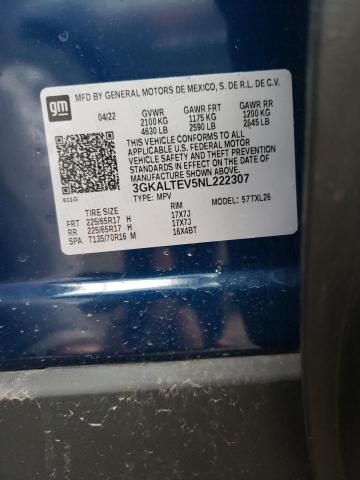 gm
MFD BY GENERAL MOTORS DE MEXICO, S. DE R.L. DE C.V.
04/22 GVWR GAWR FRT GAWR RR
2100 KG 1175 KG 1200 KG
4630 LB 2590 LB 2645 LB
THIS VEHICLE CONFORMS TO ALL
APPLICABLE U.S. FEDERAL MOTOR
VEHICLE SAFETY, BUMPER, AND
THEFT PREVENTION STANDARDS IN
EFFECT ON THE DATE OF
MANUFACTURE SHOWN ABOVE.
3GKALTEV5NL222307
611G TYPE: MPV MODEL: 57TXL26
TIRE SIZE RIM
FRT 225/65R17 H 17X7J
RR 225/65R17 H 17X7J
SPA T135/70R16 M 16X4BT